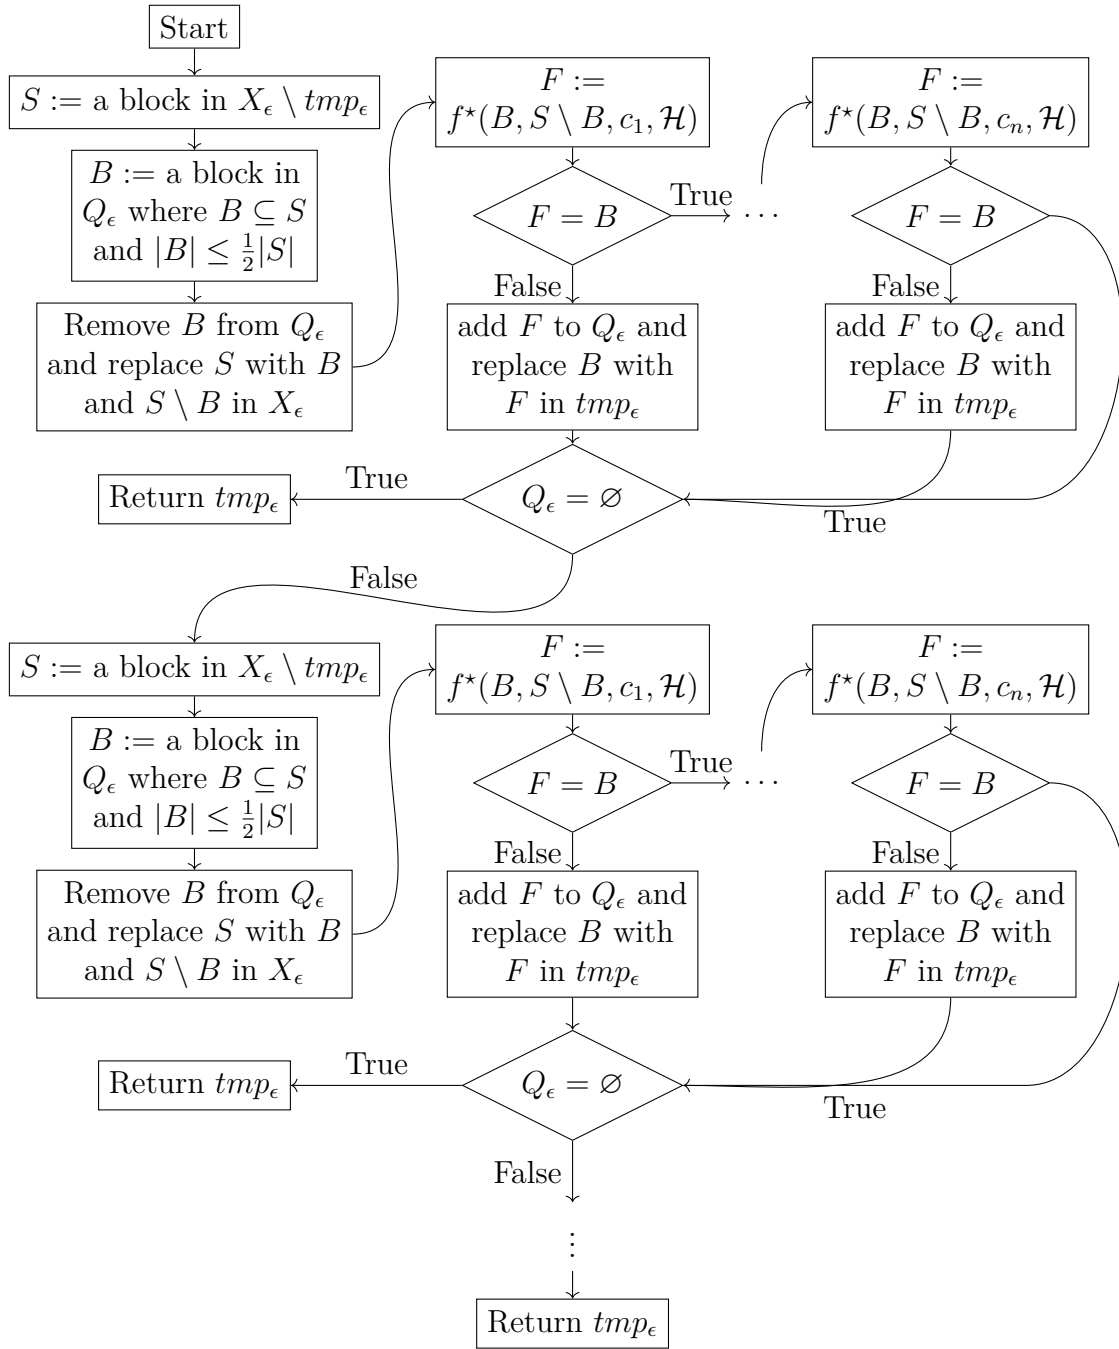 Start
S := a block in X_ϵ \ tmp_ϵ
B := a block in
Q_ϵ where B ⊆ S
and |B| ≤ ½|S|
Remove B from Q_ϵ
and replace S with B
and S \ B in X_ϵ
F :=
f⋆(B, S \ B, c₁, ℋ)
F = B
True
...
False
add F to Q_ϵ and
replace B with
F in tmp_ϵ
F :=
f⋆(B, S \ B, c_n, ℋ)
F = B
False
add F to Q_ϵ and
replace B with
F in tmp_ϵ
True
Q_ϵ = ∅
True
Return tmp_ϵ
False
S := a block in X_ϵ \ tmp_ϵ
B := a block in
Q_ϵ where B ⊆ S
and |B| ≤ ½|S|
Remove B from Q_ϵ
and replace S with B
and S \ B in X_ϵ
F :=
f⋆(B, S \ B, c₁, ℋ)
F = B
True
...
False
add F to Q_ϵ and
replace B with
F in tmp_ϵ
F :=
f⋆(B, S \ B, c_n, ℋ)
F = B
False
add F to Q_ϵ and
replace B with
F in tmp_ϵ
True
Q_ϵ = ∅
True
Return tmp_ϵ
False
⋮
Return tmp_ϵ